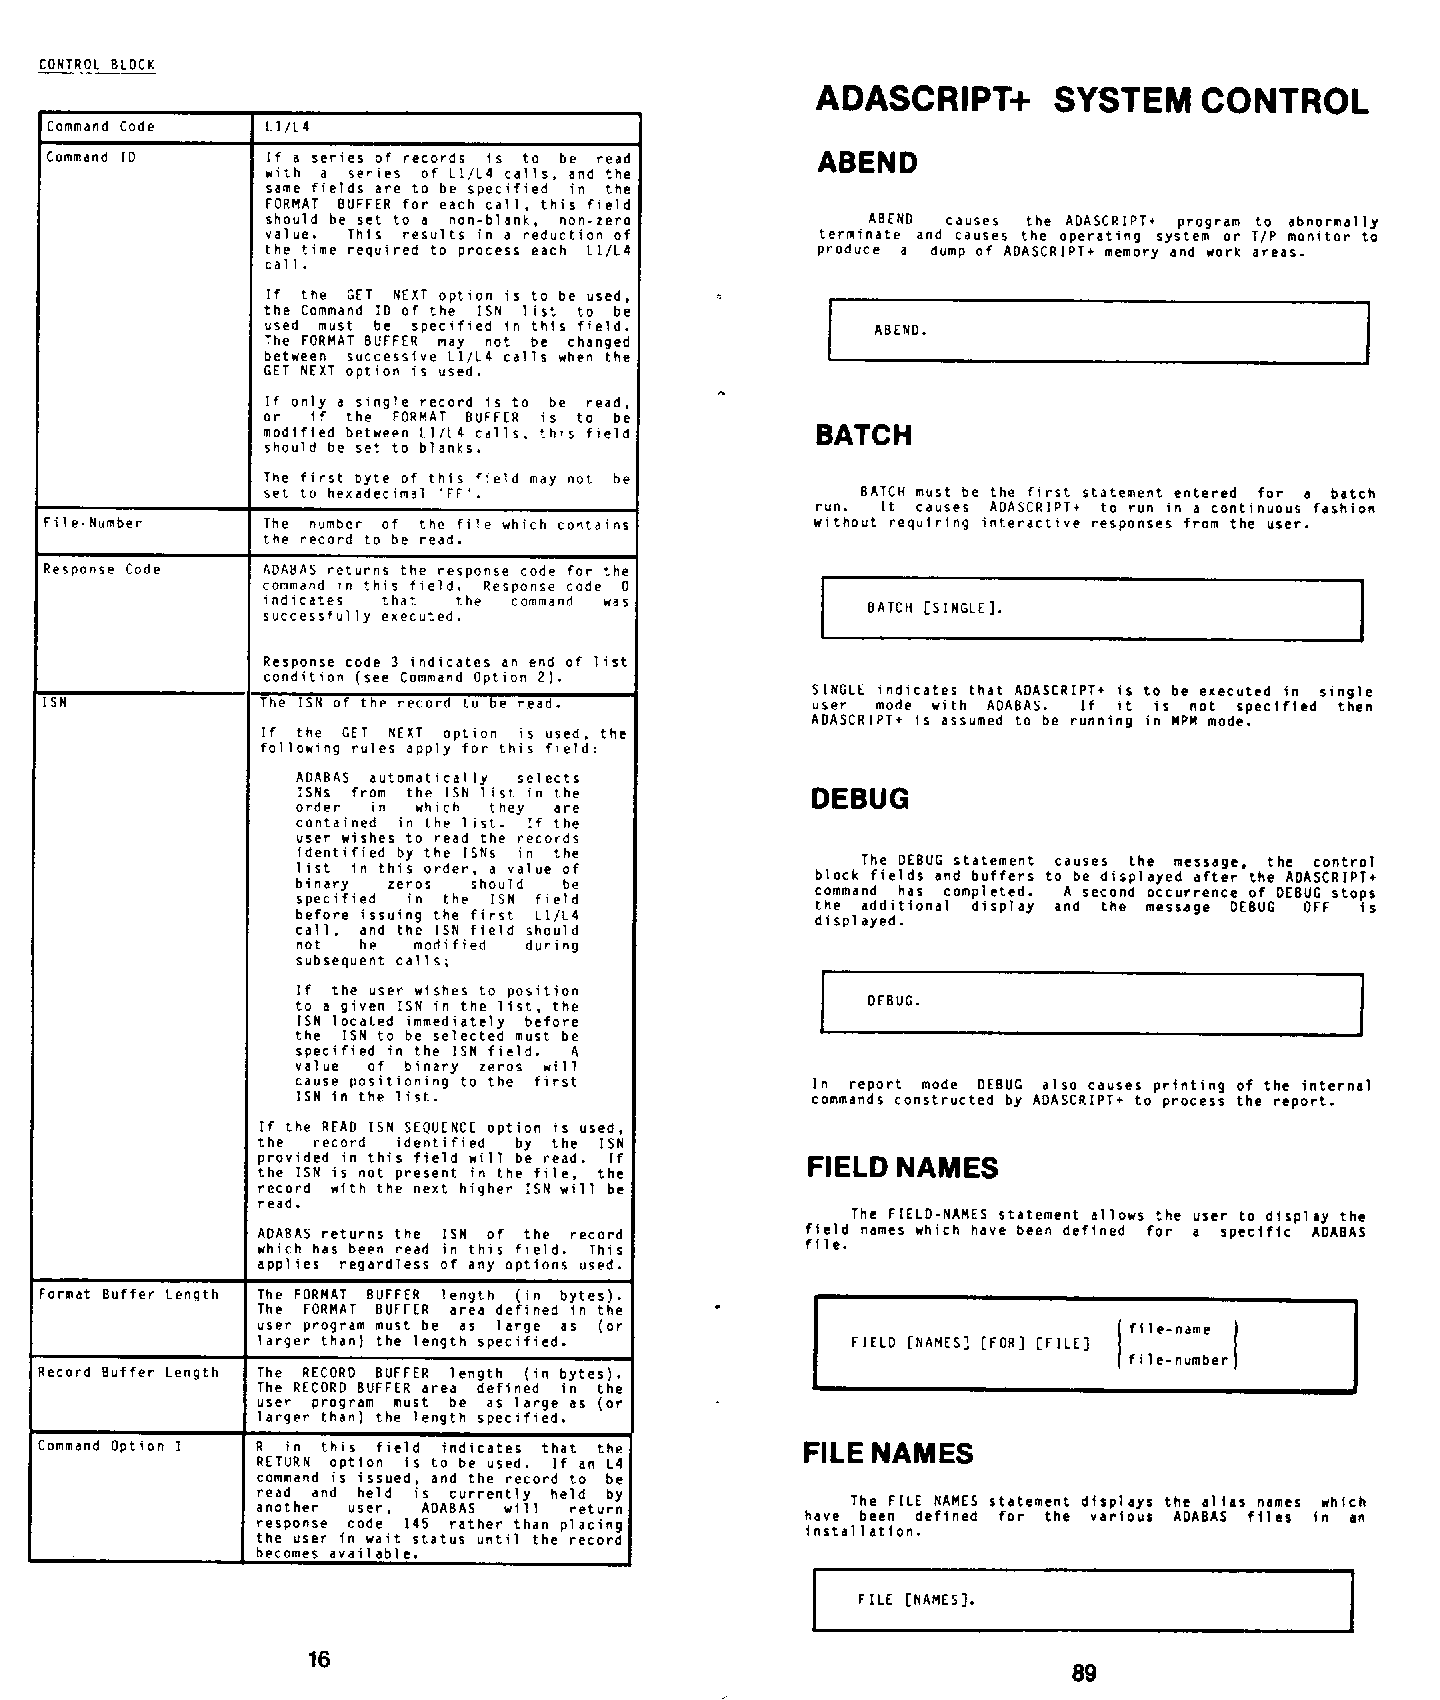 CONTROL BLOCK
Command Code L1/L4
Command ID If a series of records is to be read
with a series of L1/L4 calls, and the
same fields are to be specified in the
FORMAT BUFFER for each call, this field
should be set to a non-blank, non-zero
value. This results in a reduction of
the time required to process each L1/L4
call.
If the GET NEXT option is to be used,
the Command ID of the ISN list to be
used must be specified in this field.
The FORMAT BUFFER may not be changed
between successive L1/L4 calls when the
GET NEXT option is used.
If only a single record is to be read,
or if the FORMAT BUFFER is to be
modified between L1/L4 calls, this field
should be set to blanks.
The first byte of this field may not be
set to hexadecimal 'FF'.
File-Number The number of the file which contains
the record to be read.
Response Code ADABAS returns the response code for the
command in this field. Response code 0
indicates that the command was
successfully executed.
Response code 3 indicates an end of list
condition (see Command Option 2).
ISN The ISN of the record to be read.
If the GET NEXT option is used, the
following rules apply for this field:
ADABAS automatically selects
ISNs from the ISN list in the
order in which they are
contained in the list. If the
user wishes to read the records
identified by the ISNs in the
list in this order, a value of
binary zeros should be
specified in the ISN field
before issuing the first L1/L4
call, and the ISN field should
not be modified during
subsequent calls;
If the user wishes to position
to a given ISN in the list, the
ISN located immediately before
the ISN to be selected must be
specified in the ISN field. A
value of binary zeros will
cause positioning to the first
ISN in the list.
If the READ ISN SEQUENCE option is used,
the record identified by the ISN
provided in this field will be read. If
the ISN is not present in the file, the
record with the next higher ISN will be
read.
ADABAS returns the ISN of the record
which has been read in this field. This
applies regardless of any options used.
Format Buffer Length The FORMAT BUFFER length (in bytes).
The FORMAT BUFFER area defined in the
user program must be as large as (or
larger than) the length specified.
Record Buffer Length The RECORD BUFFER length (in bytes).
The RECORD BUFFER area defined in the
user program must be as large as (or
larger than) the length specified.
Command Option I R in this field indicates that the
RETURN option is to be used. If an L4
command is issued, and the record to be
read and held is currently held by
another user, ADABAS will return
response code 145 rather than placing
the user in wait status until the record
becomes available.
16
ADASCRIPT+ SYSTEM CONTROL
ABEND
ABEND causes the ADASCRIPT+ program to abnormally
terminate and causes the operating system or T/P monitor to
produce a dump of ADASCRIPT+ memory and work areas.
ABEND.
BATCH
BATCH must be the first statement entered for a batch
run. It causes ADASCRIPT+ to run in a continuous fashion
without requiring interactive responses from the user.
BATCH [SINGLE].
SINGLE indicates that ADASCRIPT+ is to be executed in single
user mode with ADABAS. If it is not specified then
ADASCRIPT+ is assumed to be running in MPM mode.
DEBUG
The DEBUG statement causes the message, the control
block fields and buffers to be displayed after the ADASCRIPT+
command has completed. A second occurrence of DEBUG stops
the additional display and the message DEBUG OFF is
displayed.
DEBUG.
In report mode DEBUG also causes printing of the internal
commands constructed by ADASCRIPT+ to process the report.
FIELD NAMES
The FIELD-NAMES statement allows the user to display the
field names which have been defined for a specific ADABAS
file.
file-name
FIELD [NAMES] [FOR] [FILE]
file-number
FILE NAMES
The FILE NAMES statement displays the alias names which
have been defined for the various ADABAS files in an
installation.
FILE [NAMES].
89